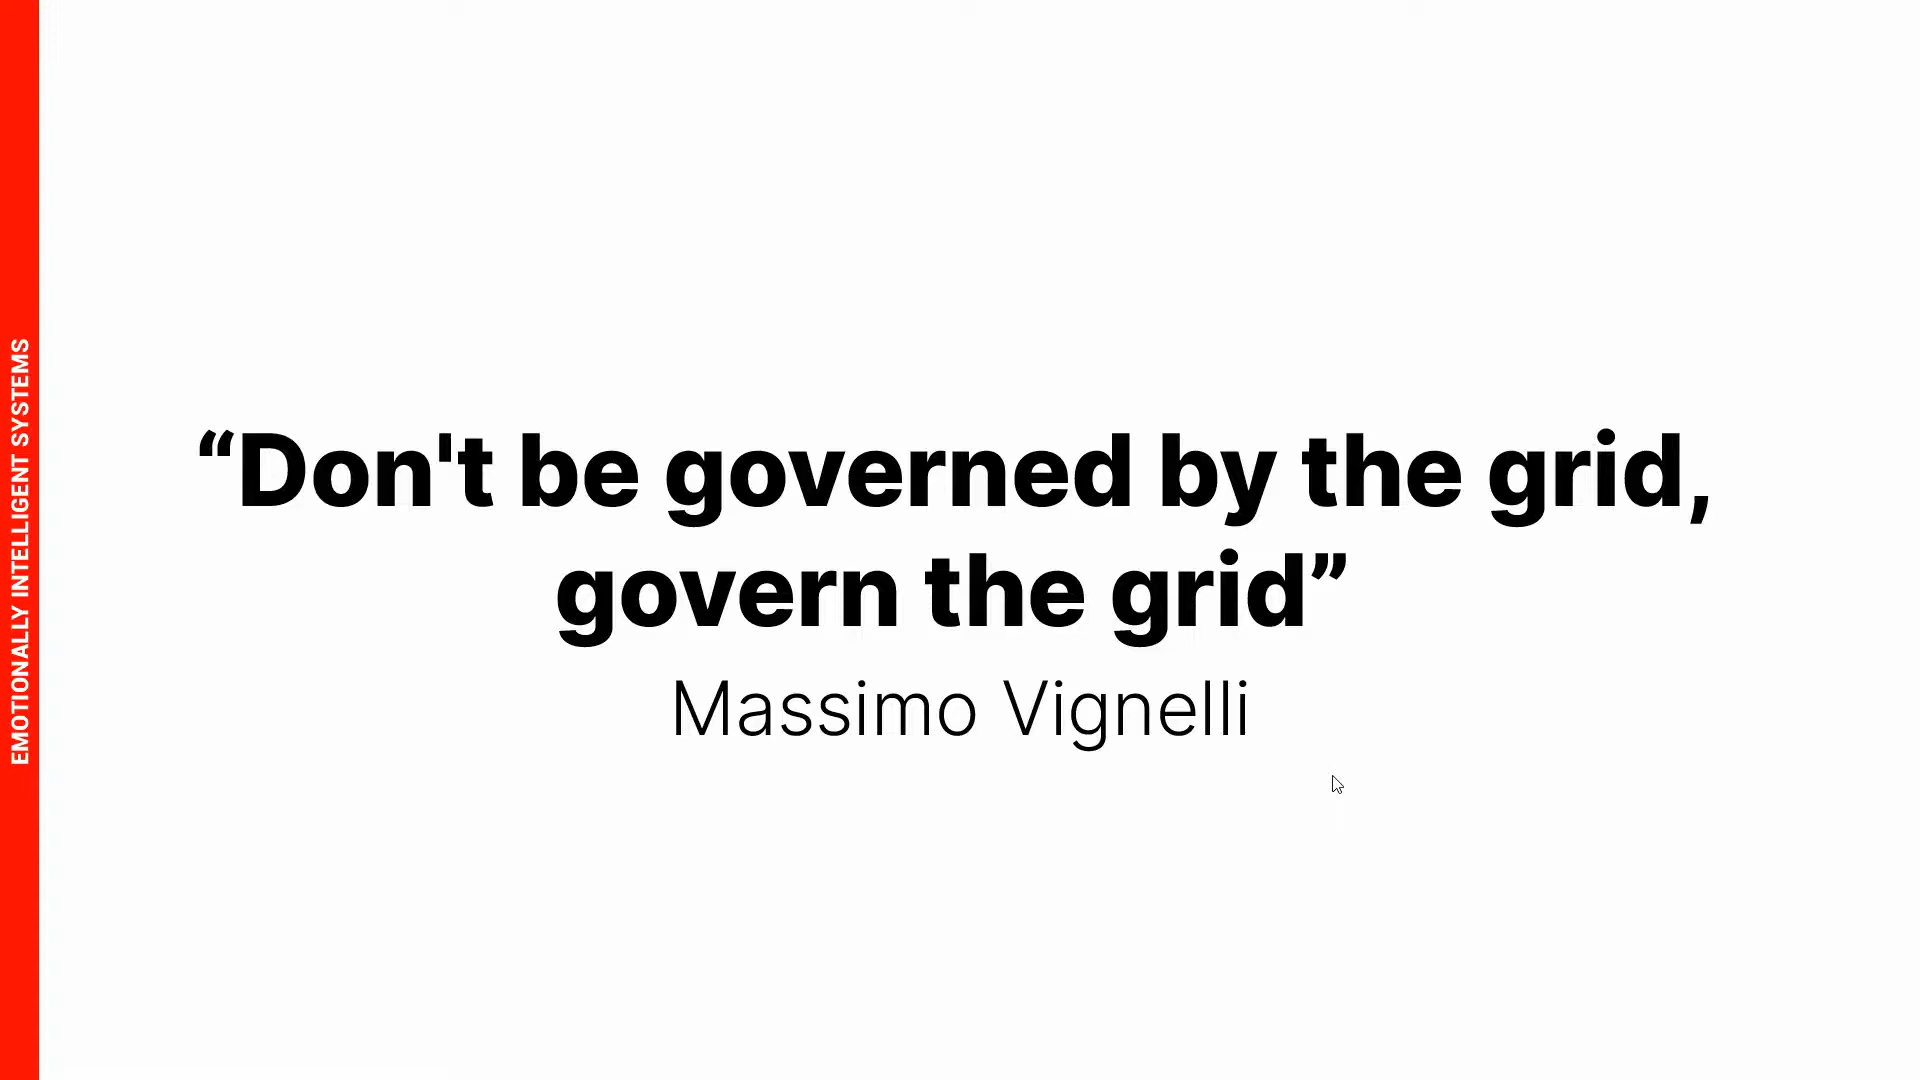 EMOTIONALLY INTELLIGENT SYSTEMS
“Don't be governed by the grid,
govern the grid”
Massimo Vignelli